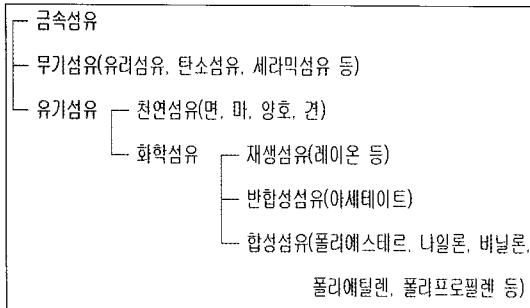 금속섬유
무기섬유(유리섬유, 탄소섬유, 세라믹섬유 등)
유기섬유 천연섬유(면, 마, 양호, 견)
화학섬유 재생섬유(레이온 등)
반합성섬유(아세테이트)
합성섬유(폴리에스테르, 나일론, 비닐론,
폴리에틸렌, 폴리프로필렌 등)